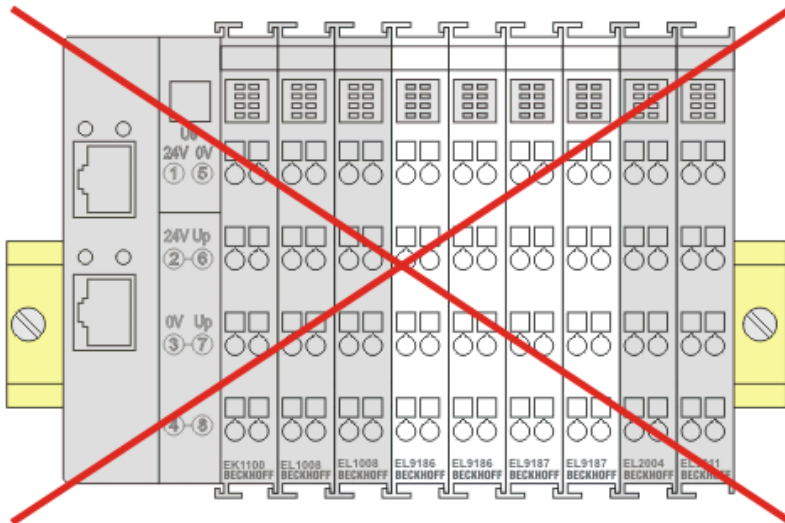 24V 0V
1 5
24V Up
2 6
0V Up
3 7
4 8
EK1100 EL1008 EL1008 EL9186 EL9186 EL9187 EL9187 EL2004
BECKHOFF BECKHOFF BECKHOFF BECKHOFF BECKHOFF BECKHOFF BECKHOFF BECKHOFF BECKHOFF